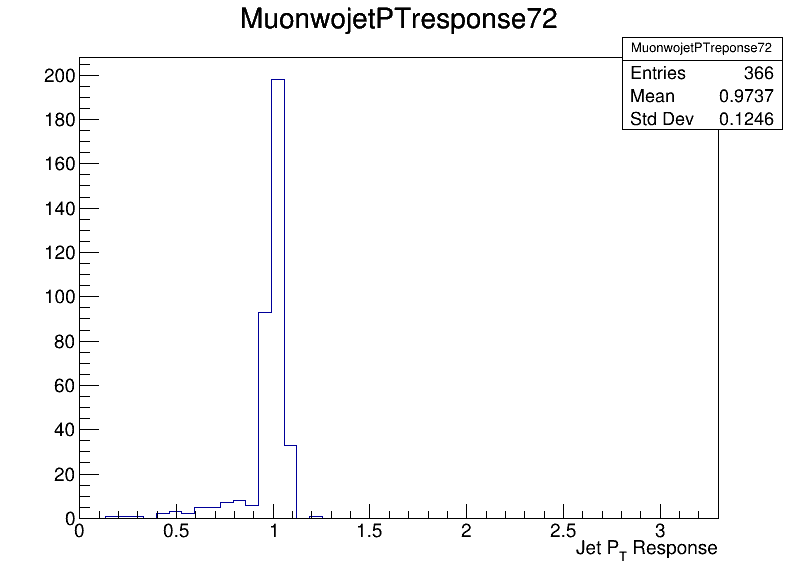 MuonwojetPTresponse72
MuonwojetPTreponse72
Entries 366
Mean 0.9737
Std Dev 0.1246
200
180
160
140
120
100
80
60
40
20
0
0 0.5 1 1.5 2 2.5 3
Jet P_T Response